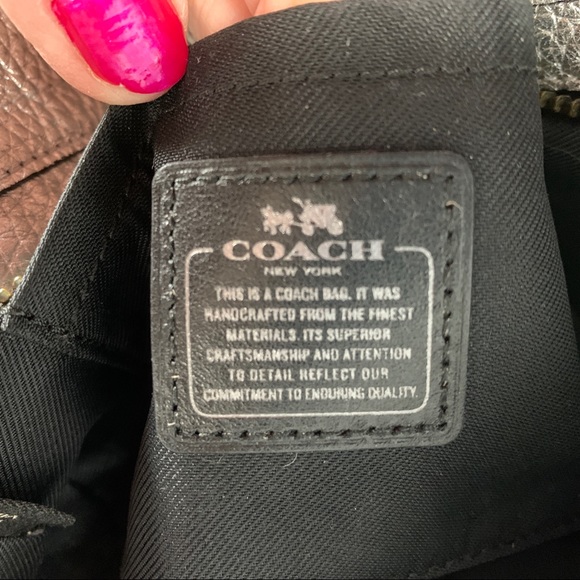 COACH
NEW YORK
THIS IS A COACH BAG. IT WAS
HANDCRAFTED FROM THE FINEST
MATERIALS. ITS SUPERIOR
CRAFTSMANSHIP AND ATTENTION
TO DETAIL REFLECT OUR
COMMITMENT TO ENDURING QUALITY.